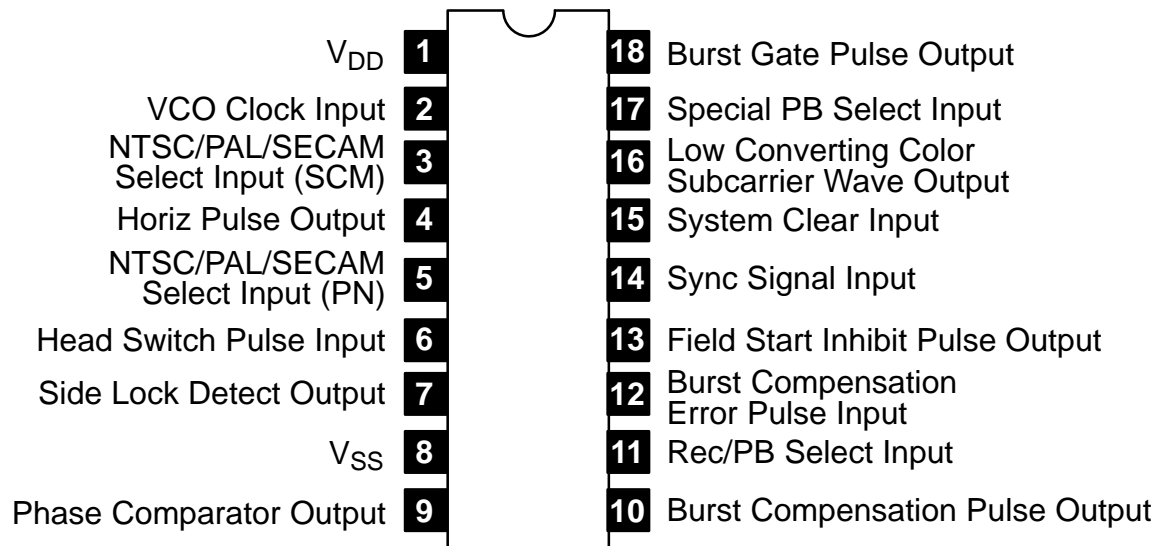 VDD 1
VCO Clock Input 2
NTSC/PAL/SECAM
Select Input (SCM) 3
Horiz Pulse Output 4
NTSC/PAL/SECAM
Select Input (PN) 5
Head Switch Pulse Input 6
Side Lock Detect Output 7
VSS 8
Phase Comparator Output 9
18 Burst Gate Pulse Output
17 Special PB Select Input
16 Low Converting Color
Subcarrier Wave Output
15 System Clear Input
14 Sync Signal Input
13 Field Start Inhibit Pulse Output
12 Burst Compensation
Error Pulse Input
11 Rec/PB Select Input
10 Burst Compensation Pulse Output